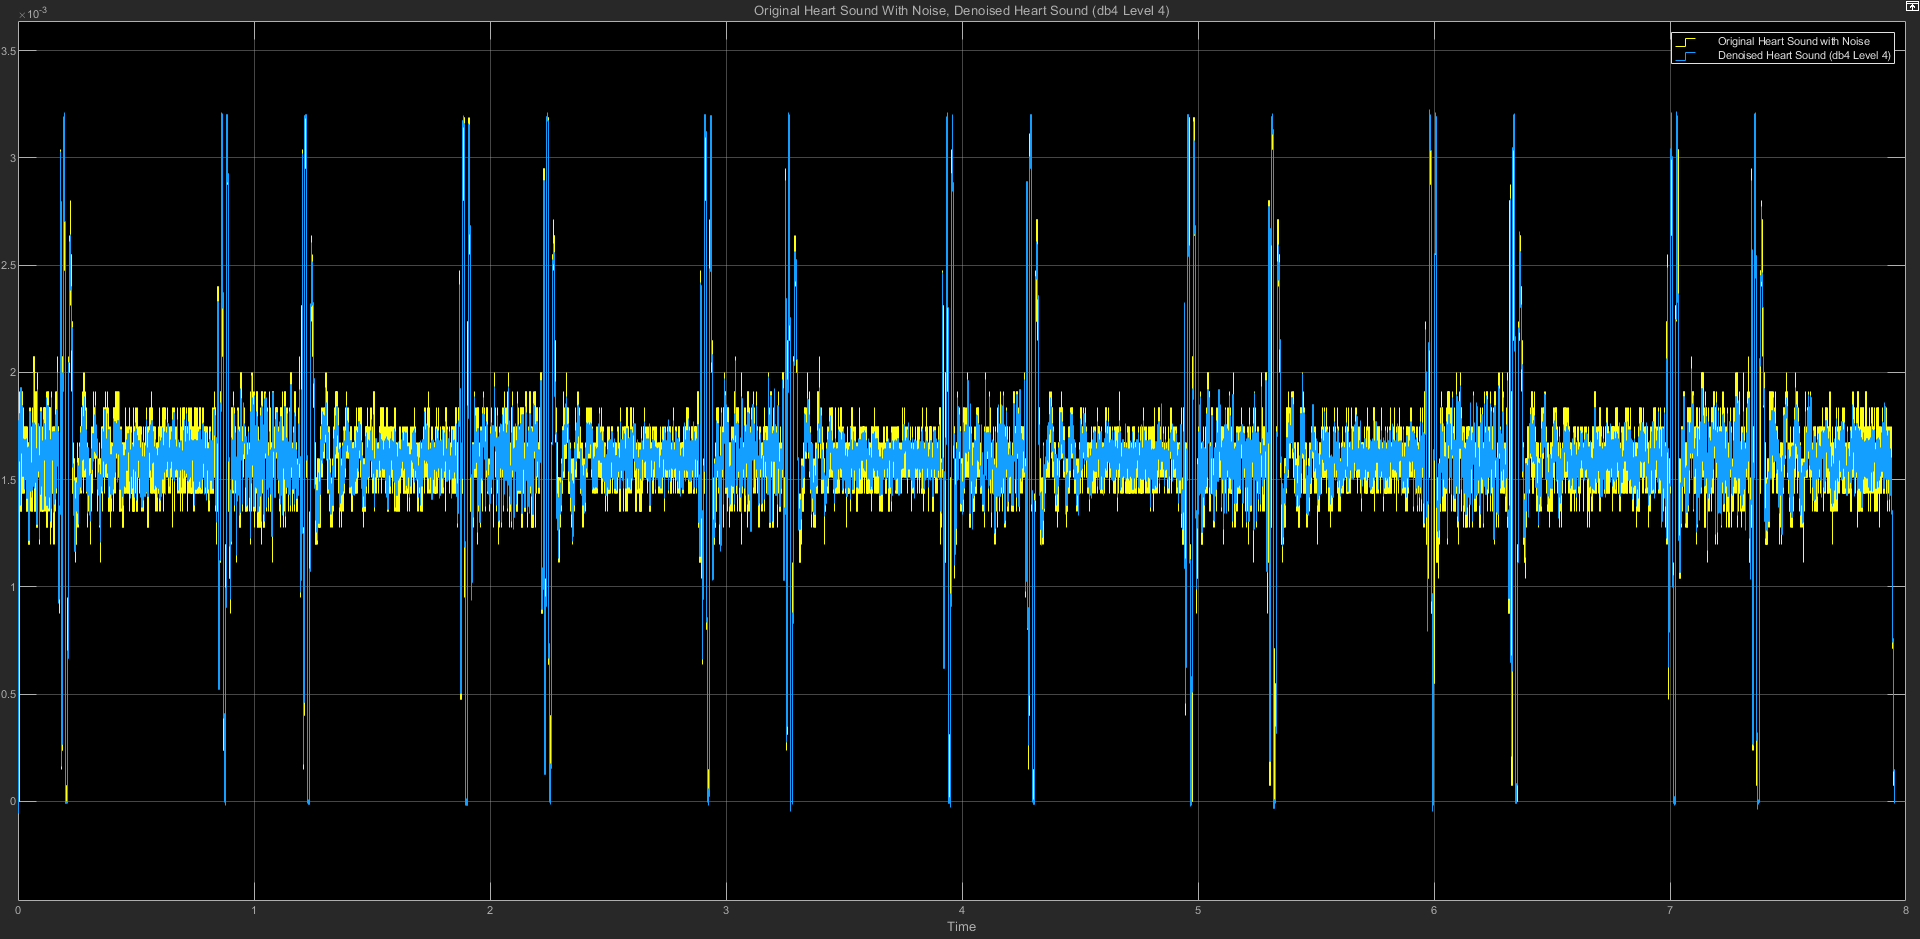 Original Heart Sound With Noise, Denoised Heart Sound (db4 Level 4)
×10-3
Original Heart Sound with Noise
Denoised Heart Sound (db4 Level 4)
3.5
3
2.5
2
1.5
1
0.5
0
0 1 2 3 4 5 6 7 8
Time